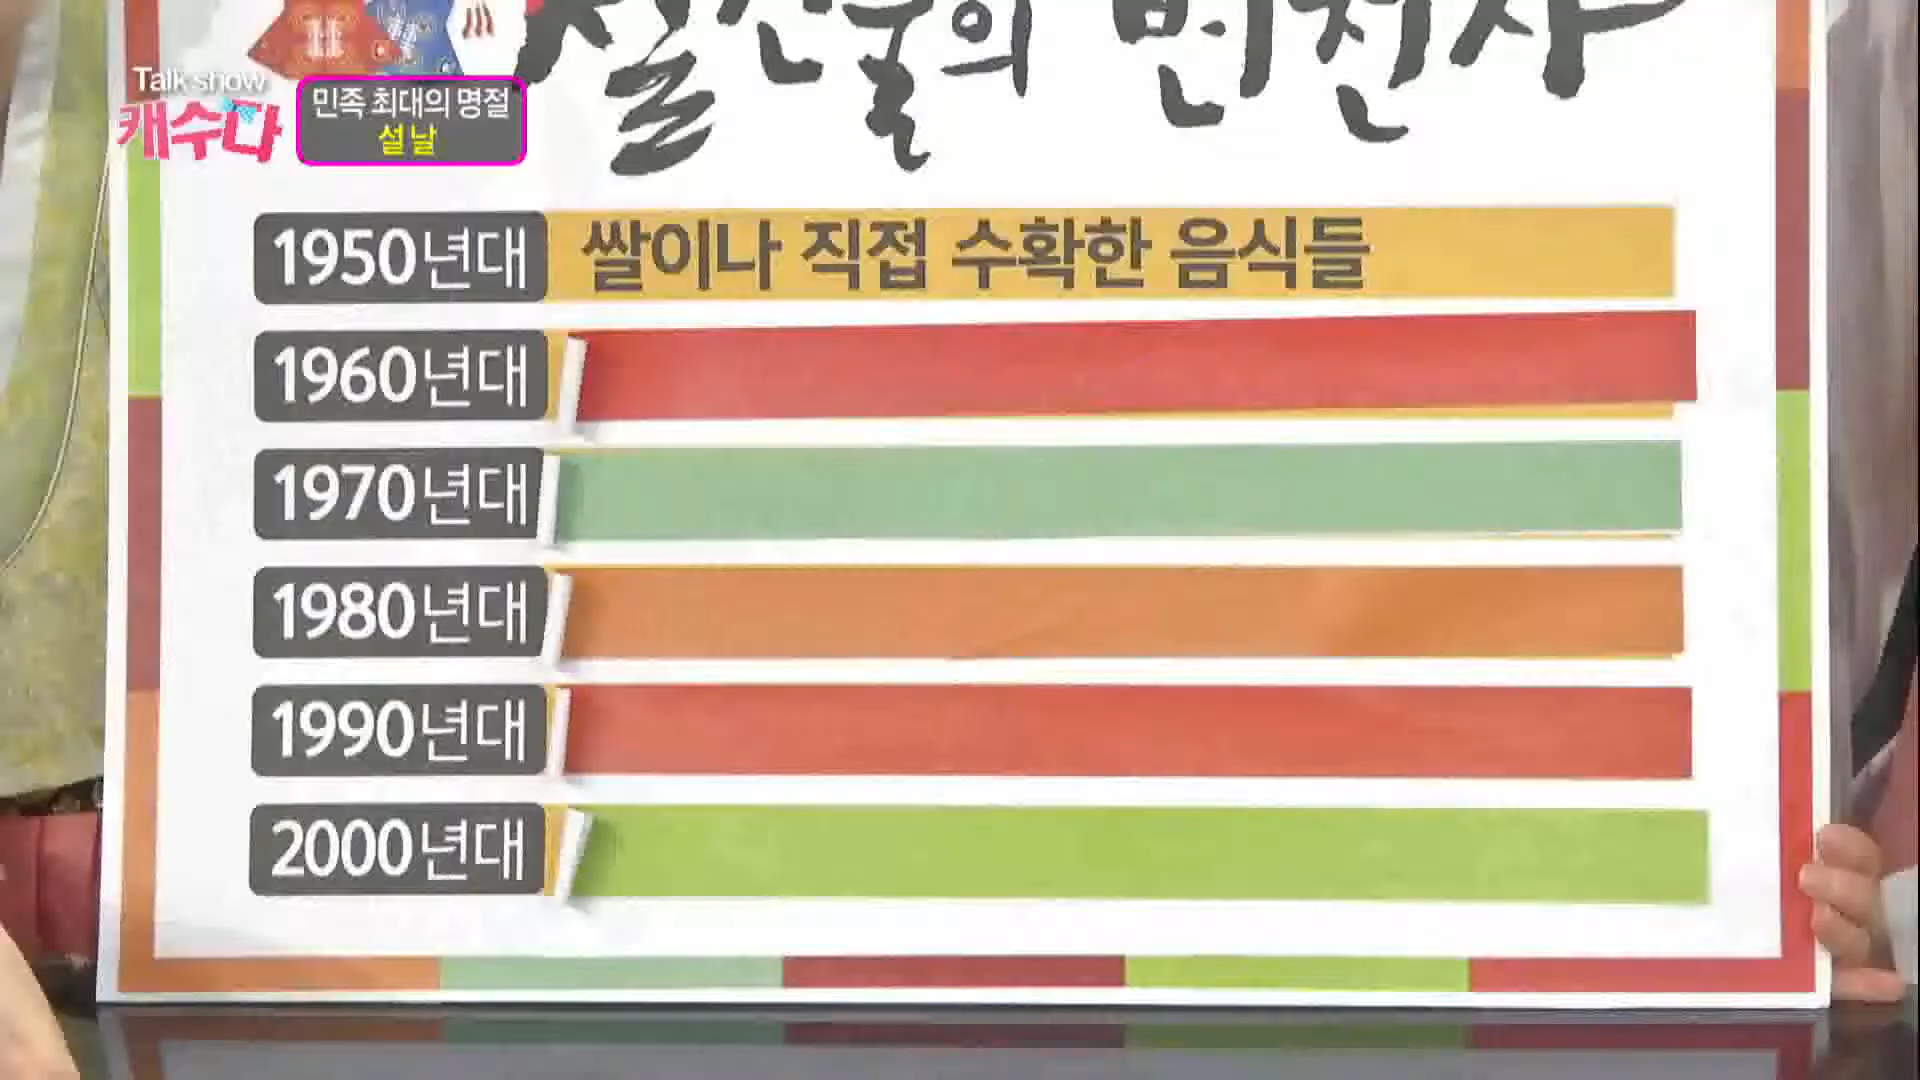 설 선물의 변천사
Talk show
캐수다
민족 최대의 명절
설날
1950년대 쌀이나 직접 수확한 음식들
1960년대
1970년대
1980년대
1990년대
2000년대